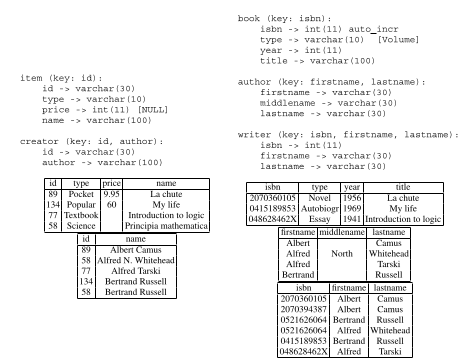 item (key: id):
id -> varchar(30)
type -> varchar(10)
price -> int(11) [NULL]
name -> varchar(100)
creator (key: id, author):
id -> varchar(30)
author -> varchar(100)
id type price name
89 Pocket 9.95 La chute
134 Popular 60 My life
77 Textbook Introduction to logic
58 Science Principia mathematica
id name
89 Albert Camus
58 Alfred N. Whitehead
77 Alfred Tarski
134 Bertrand Russell
58 Bertrand Russell
book (key: isbn):
isbn -> int(11) auto_incr
type -> varchar(10) [Volume]
year -> int(11)
title -> varchar(100)
author (key: firstname, lastname):
firstname -> varchar(30)
middlename -> varchar(30)
lastname -> varchar(30)
writer (key: isbn, firstname, lastname):
isbn -> int(11)
firstname -> varchar(30)
lastname -> varchar(30)
isbn type year title
2070360105 Novel 1956 La chute
0415189853 Autobiogr 1969 My life
048628462X Essay 1941 Introduction to logic
firstname middlename lastname
Albert Camus
Alfred North Whitehead
Alfred Tarski
Bertrand Russell
isbn firstname lastname
2070360105 Albert Camus
2070394387 Albert Camus
0521626064 Bertrand Russell
0521626064 Alfred Whitehead
0415189853 Bertrand Russell
048628462X Alfred Tarski